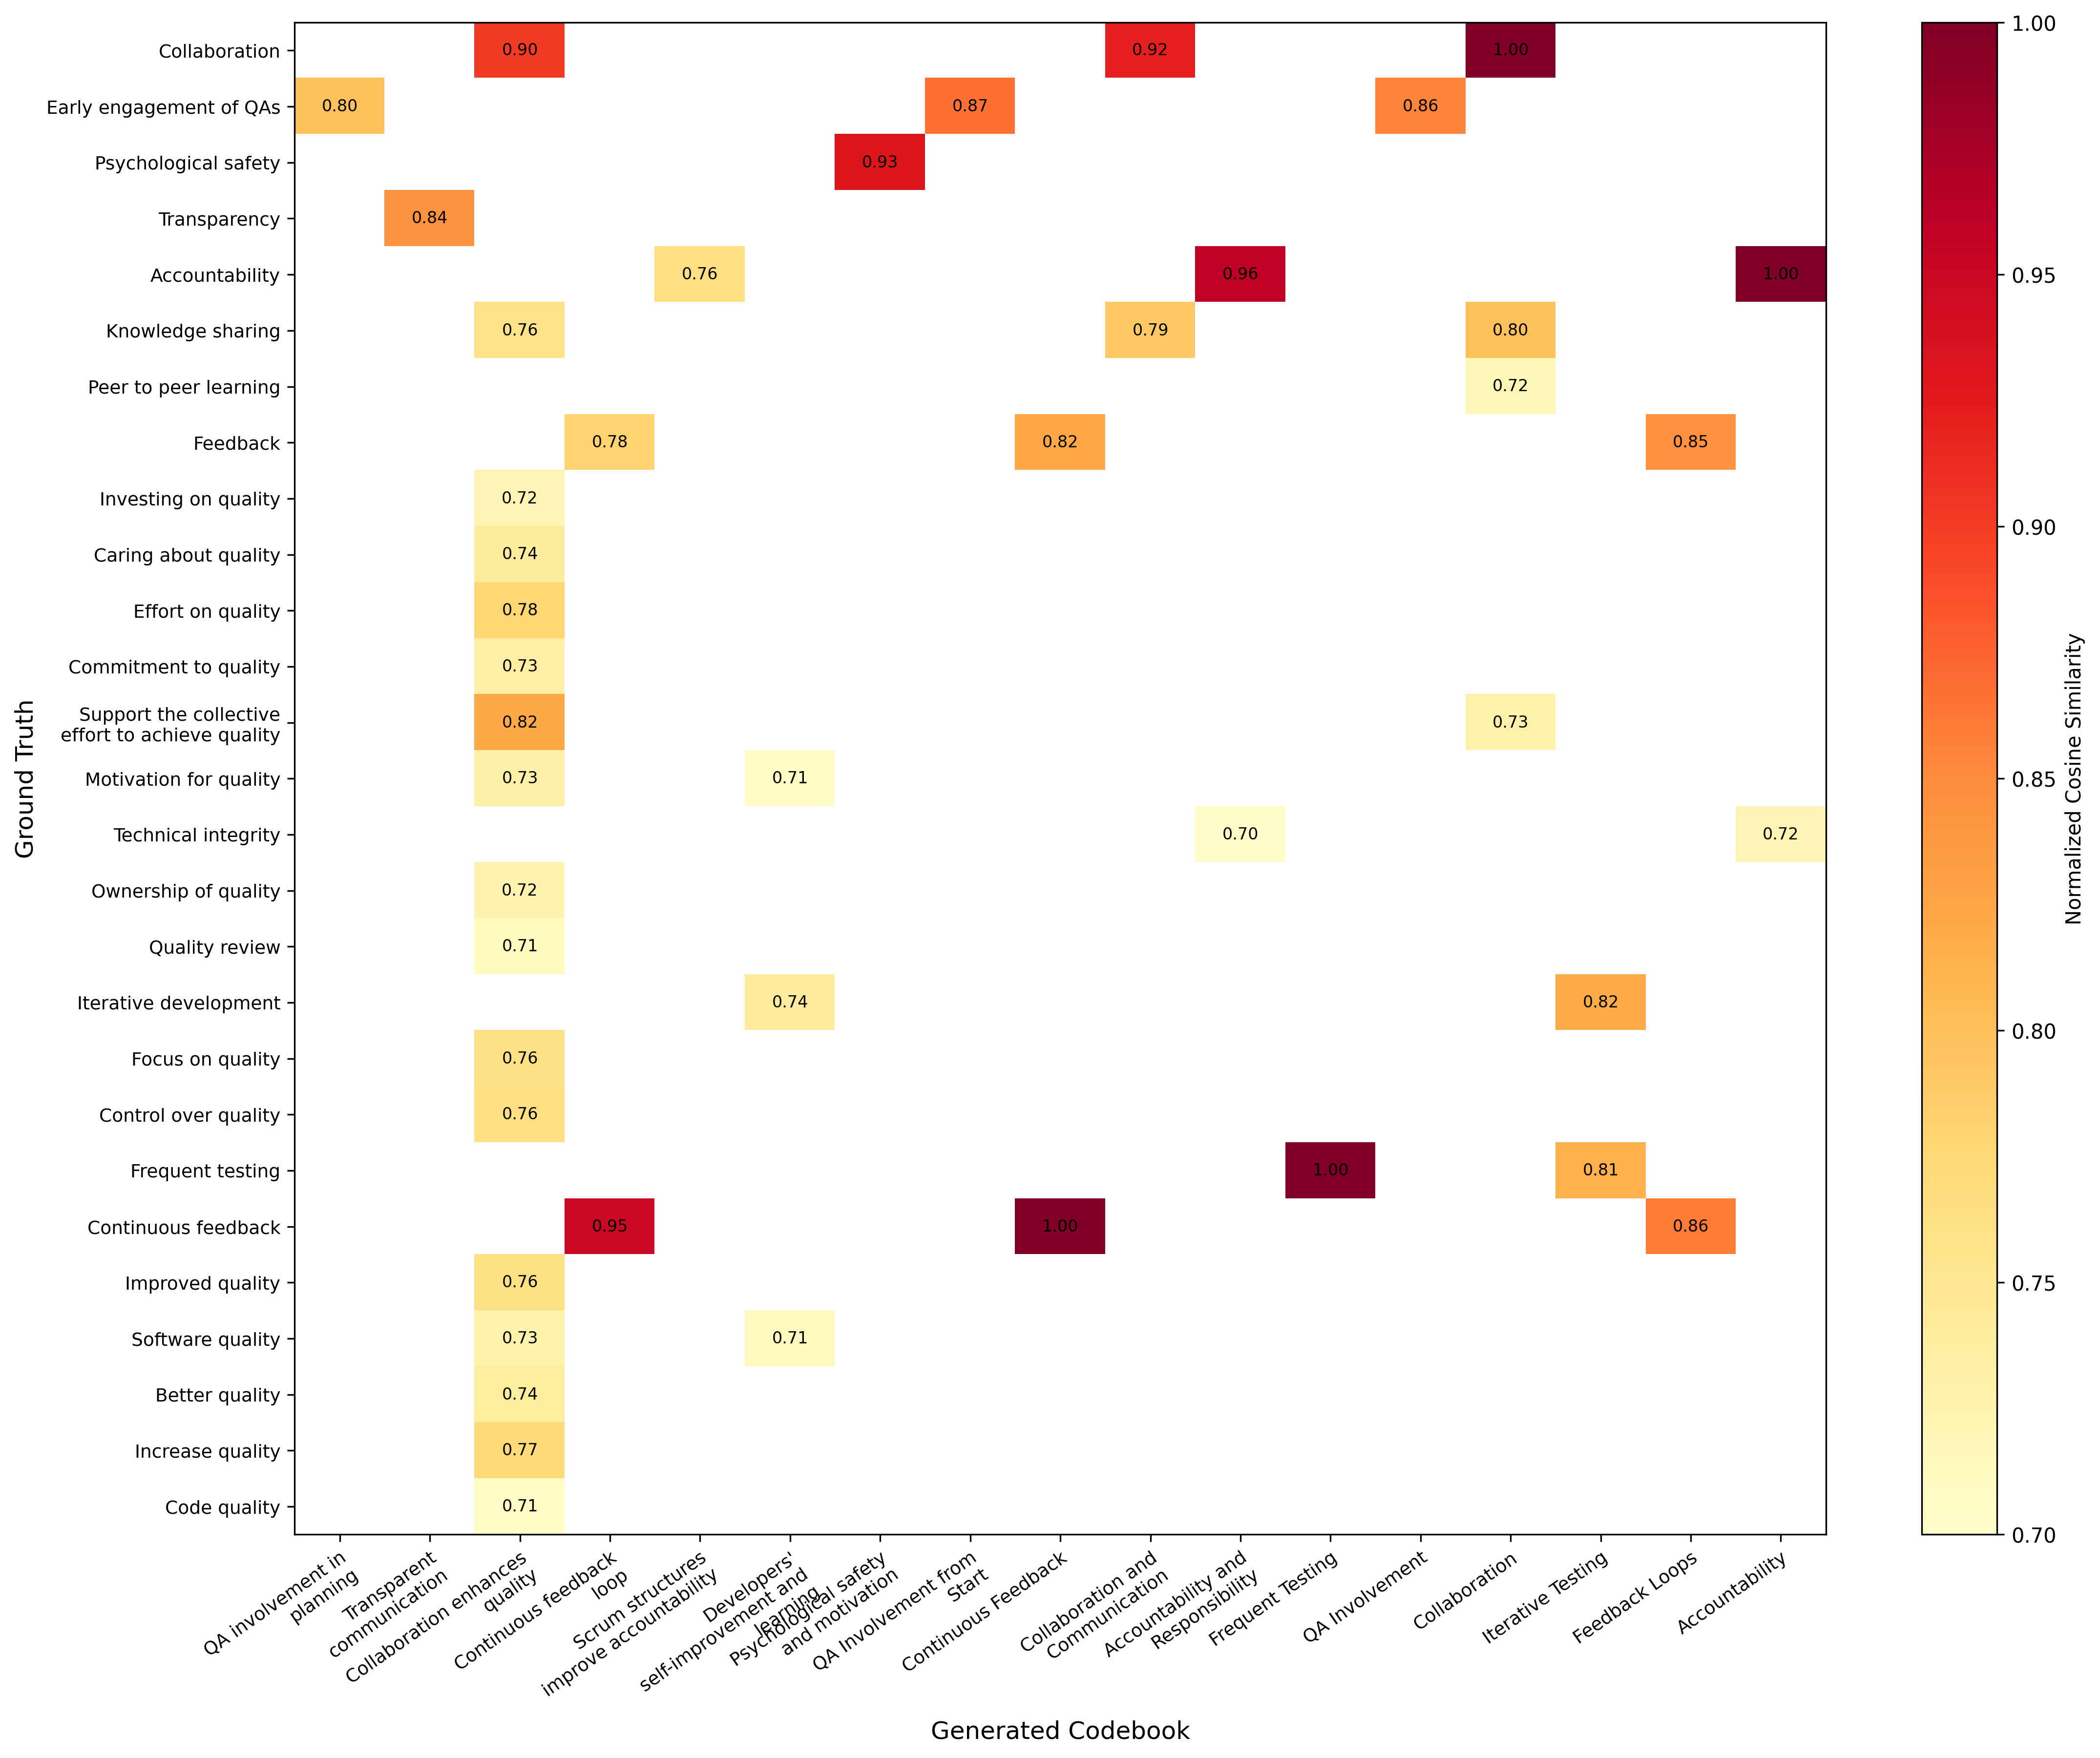 Collaboration
0.90
0.92
1.00
Early engagement of QAs
0.80
0.87
0.86
Psychological safety
0.93
Transparency
0.84
Accountability
0.76
0.96
1.00
Knowledge sharing
0.76
0.79
0.80
Peer to peer learning
0.72
Feedback
0.78
0.82
0.85
Investing on quality
0.72
Caring about quality
0.74
Effort on quality
0.78
Commitment to quality
0.73
Support the collective
effort to achieve quality
0.82
0.73
Motivation for quality
0.73
0.71
Technical integrity
0.70
0.72
Ownership of quality
0.72
Quality review
0.71
Iterative development
0.74
0.82
Focus on quality
0.76
Control over quality
0.76
Frequent testing
1.00
0.81
Continuous feedback
0.95
1.00
0.86
Improved quality
0.76
Software quality
0.73
0.71
Better quality
0.74
Increase quality
0.77
Code quality
0.71
Ground Truth
QA involvement in
planning
Transparent
communication
Collaboration enhances
quality
Continuous feedback
loop
Scrum structures
improve accountability
Developers'
self-improvement and
learning
Psychological safety
and motivation
QA Involvement from
Start
Continuous Feedback
Collaboration and
Communication
Accountability and
Responsibility
Frequent Testing
QA Involvement
Collaboration
Iterative Testing
Feedback Loops
Accountability
Generated Codebook
1.00
0.95
0.90
0.85
0.80
0.75
0.70
Normalized Cosine Similarity